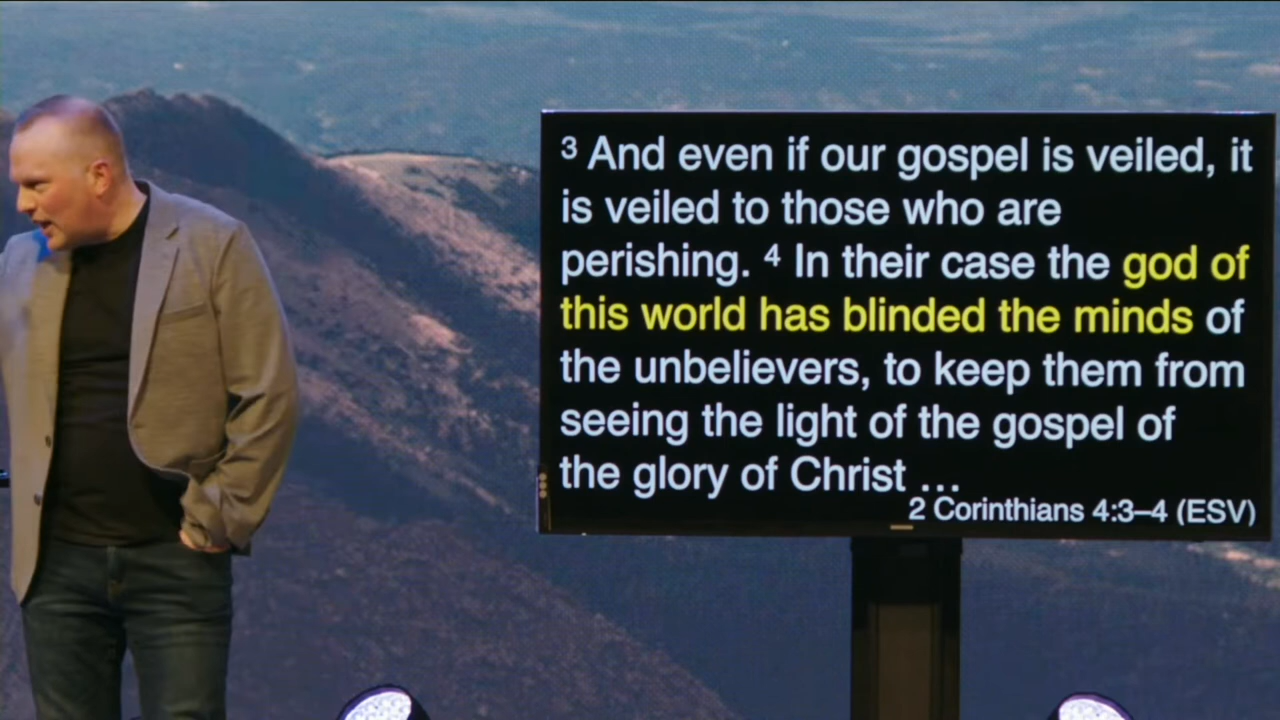 3 And even if our gospel is veiled, it
is veiled to those who are
perishing. 4 In their case the god of
this world has blinded the minds of
the unbelievers, to keep them from
seeing the light of the gospel of
the glory of Christ ...
2 Corinthians 4:3–4 (ESV)